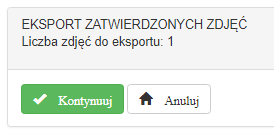 EKSPORT ZATWIERDZONYCH ZDJĘĆ
Liczba zdjęć do eksportu: 1
Kontynuuj Anuluj